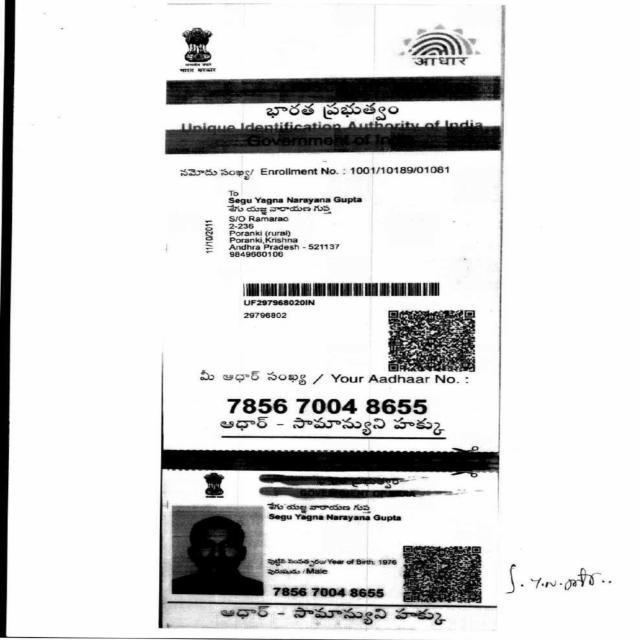 भारत सरकार
आधार
భారత ప్రభుత్వం
Unique Identification Authority of India
Government of In
నమోదు సంఖ్య/ Enrollment No. : 1001/10189/01081
To
Segu Yagna Narayana Gupta
శేగు యజ్ఞ నారాయణ గుప్త
S/O Ramarao
2-236
Poranki (rural)
Poranki,Krishna
Andhra Pradesh - 521137
9849660106
11/10/2011
UF297968020IN
29796802
మీ ఆధార్ సంఖ్య / Your Aadhaar No. :
7856 7004 8655
ఆధార్ - సామాన్యుని హక్కు
GOVERNMENT OF INDIA
శేగు యజ్ఞ నారాయణ గుప్త
Segu Yagna Narayana Gupta
పుట్టిన సంవత్సరం/Year of Birth: 1976
పురుషుడు / Male
7856 7004 8655
ఆధార్ - సామాన్యుని హక్కు